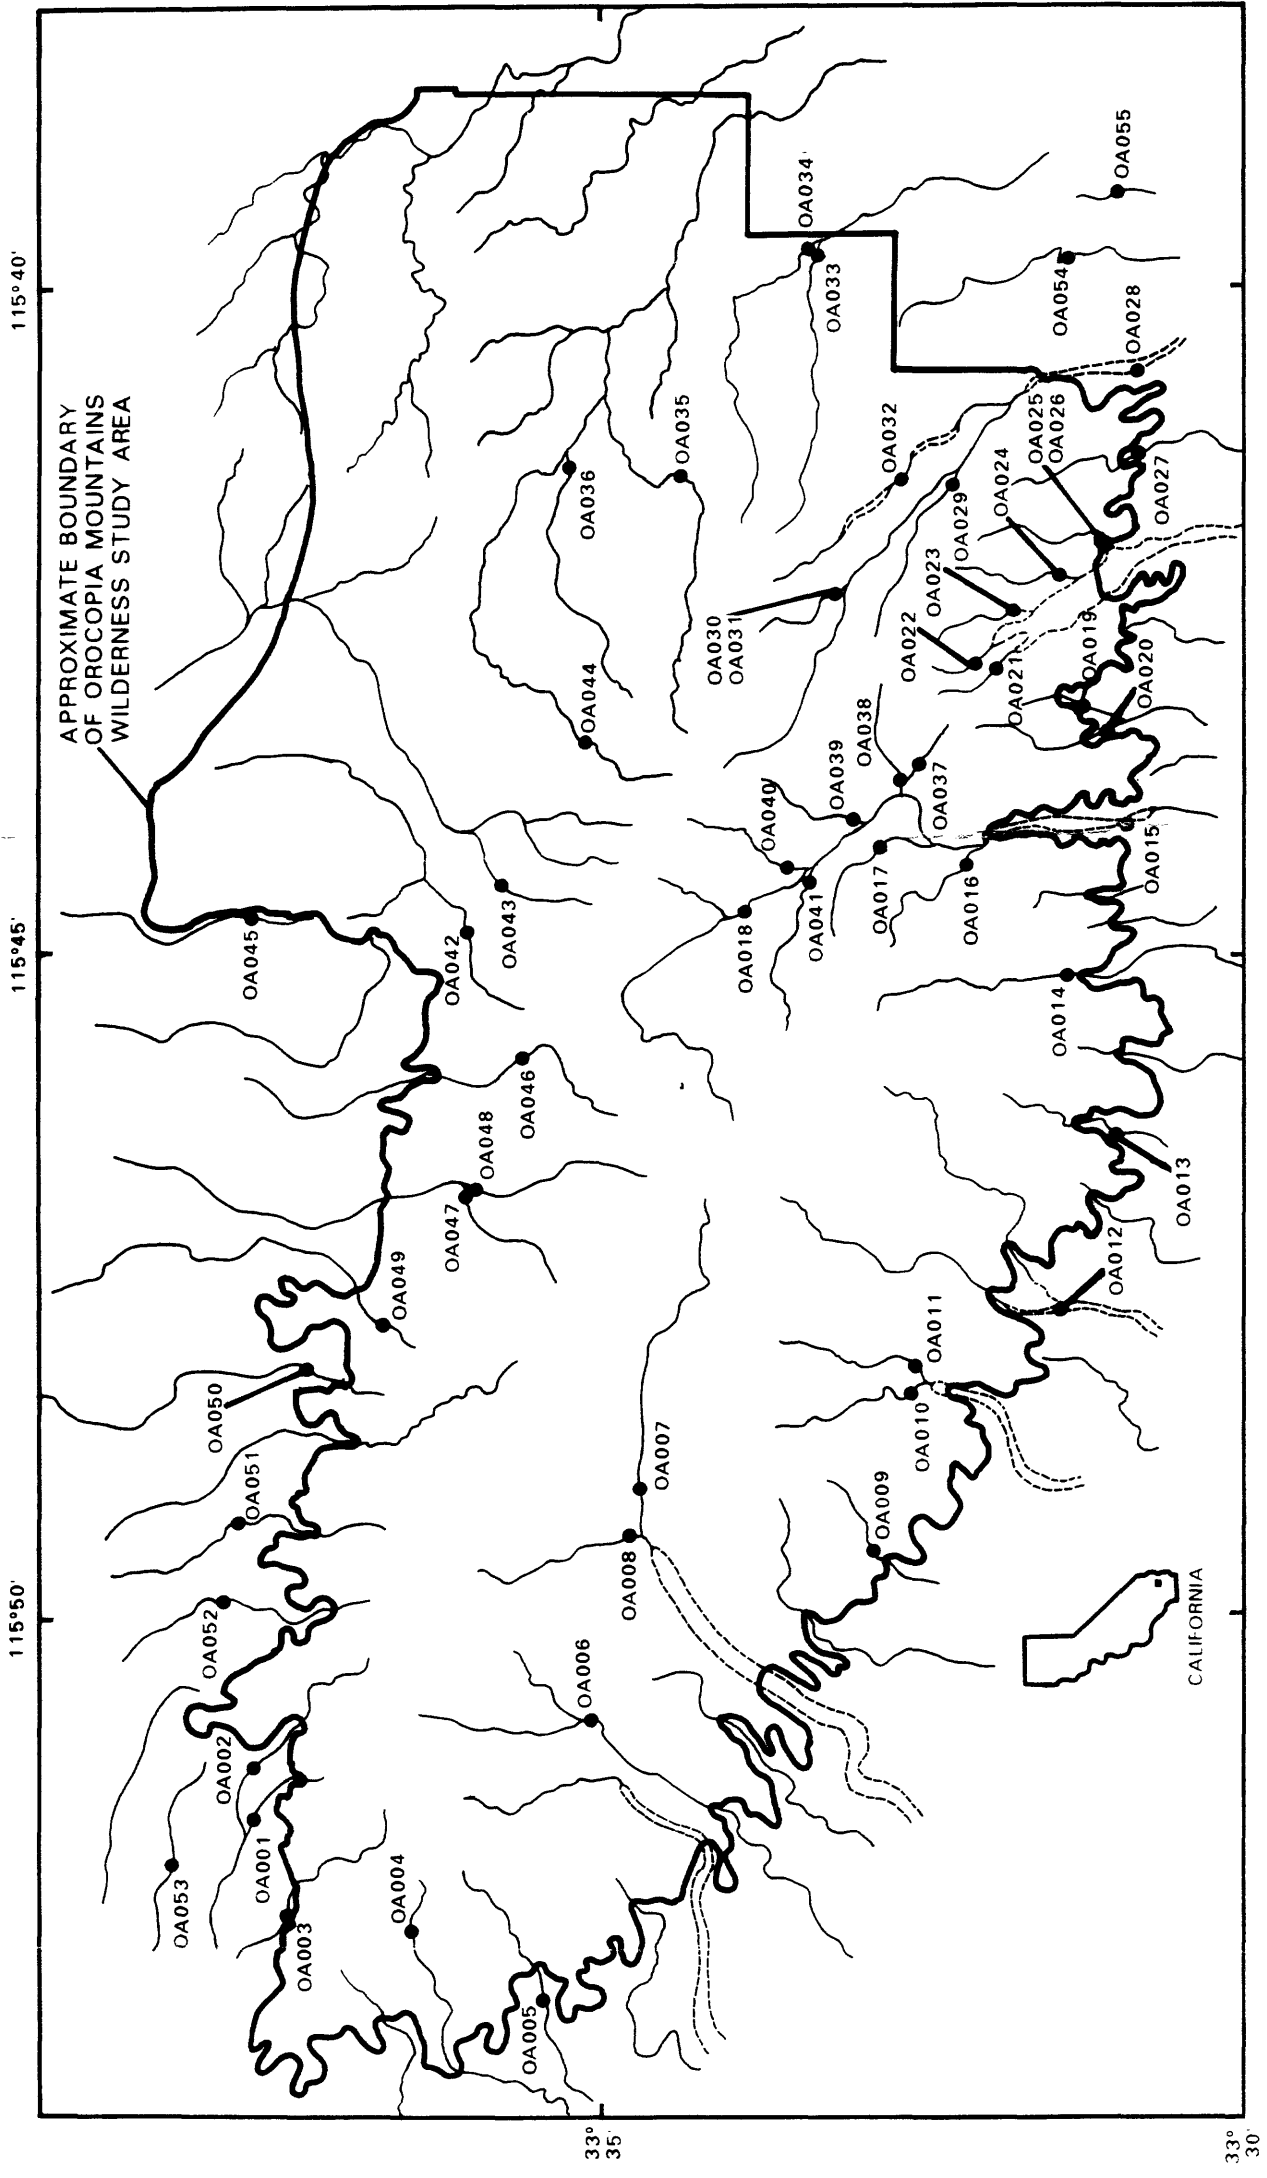 APPROXIMATE BOUNDARY
OF OROCOPIA MOUNTAINS
WILDERNESS STUDY AREA
115°50'
115°45'
115°40'
33°
35'
33°
30'
OA053
OA001
OA002
OA003
OA004
OA005
OA052
OA051
OA050
OA049
OA006
OA008
OA007
OA009
OA010
OA011
OA012
OA013
OA047
OA048
OA046
OA045
OA042
OA043
OA044
OA018
OA041
OA040
OA039
OA038
OA037
OA017
OA016
OA014
OA015
OA036
OA035
OA030
OA031
OA032
OA029
OA022
OA023
OA024
OA021
OA019
OA020
OA025
OA026
OA027
OA028
OA033
OA034
OA054
OA055
CALIFORNIA